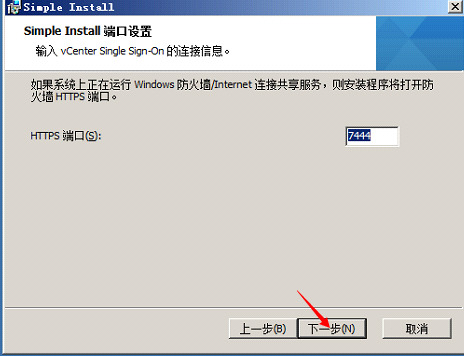 Simple Install
Simple Install 端口设置
输入 vCenter Single Sign-On 的连接信息。
如果系统上正在运行 Windows 防火墙/Internet 连接共享服务，则安装程序将打开防
火墙 HTTPS 端口。
HTTPS 端口(S):
7444
上一步(B)
下一步(N)
取消